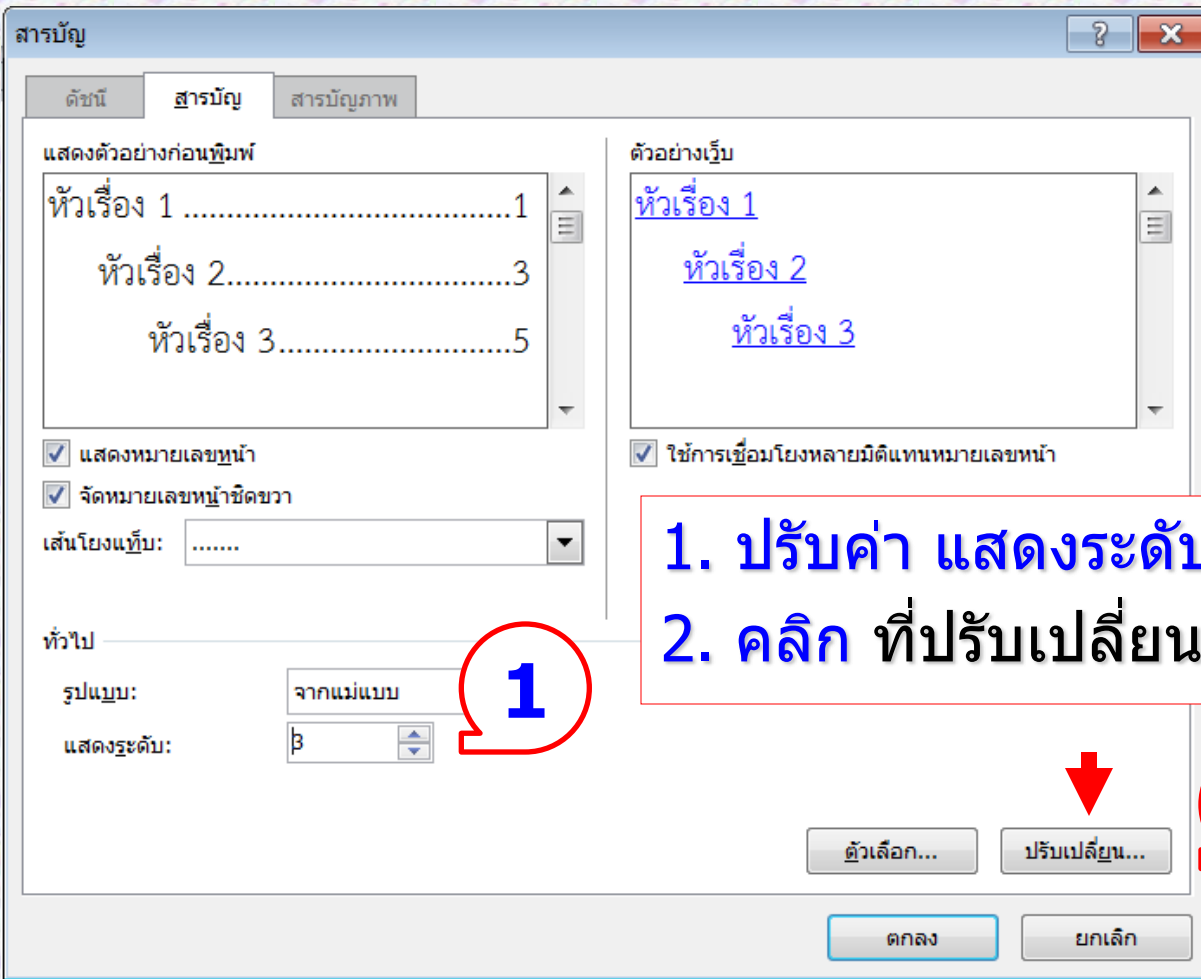 สารบัญ
ดัชนี สารบัญ สารบัญภาพ
แสดงตัวอย่างก่อนพิมพ์
หัวเรื่อง 1 ....................................1
หัวเรื่อง 2.................................3
หัวเรื่อง 3...........................5
ตัวอย่างเว็บ
หัวเรื่อง 1
หัวเรื่อง 2
หัวเรื่อง 3
แสดงหมายเลขหน้า
จัดหมายเลขหน้าชิดขวา
เส้นโยงแท็บ: .......
ใช้การเชื่อมโยงหลายมิติแทนหมายเลขหน้า
1. ปรับค่า แสดงระดับ
2. คลิก ที่ปรับเปลี่ยน
ทั่วไป
รูปแบบ: จากแม่แบบ
แสดงระดับ: 3
1
ตัวเลือก... ปรับเปลี่ยน...
ตกลง ยกเลิก